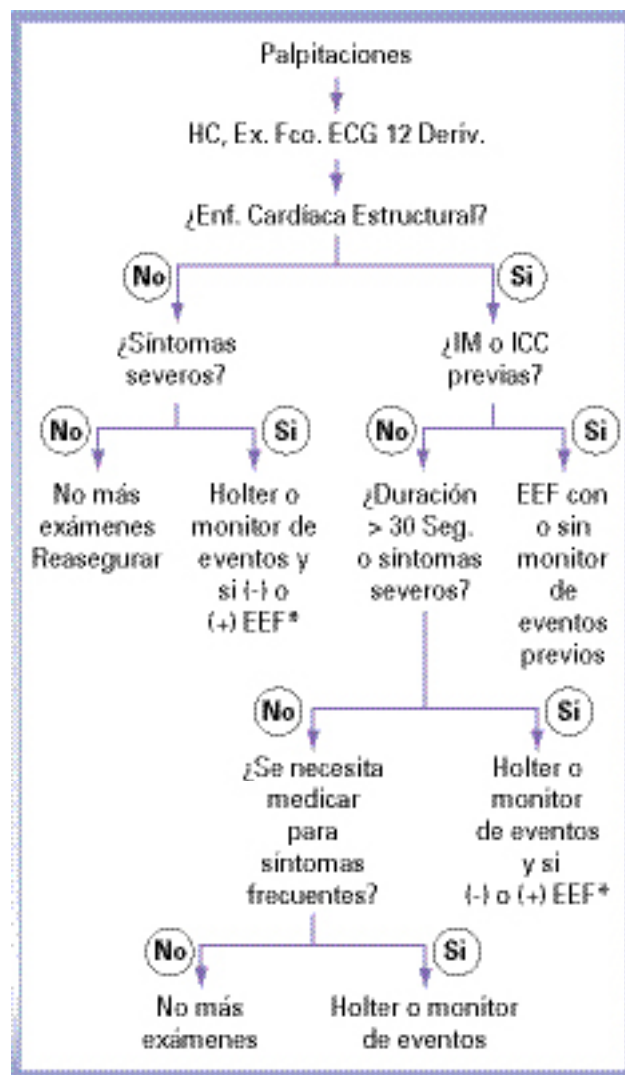 Palpitaciones
HC, Ex. Fco. ECG 12 Deriv.
¿Enf. Cardíaca Estructural?
No
Si
¿Síntomas
severos?
¿IM o ICC
previas?
No
Si
No
Si
No más
exámenes
Reasegurar
Holter o
monitor de
eventos y
si (-) o
(+) EEF*
¿Duración
> 30 Seg.
o síntomas
severos?
EEF con
o sin
monitor
de
eventos
previos
No
Si
¿Se necesita
medicar
para
síntomas
frecuentes?
Holter o
monitor
de eventos
y si
(-) o (+) EEF*
No
Si
No más
exámenes
Holter o monitor
de eventos